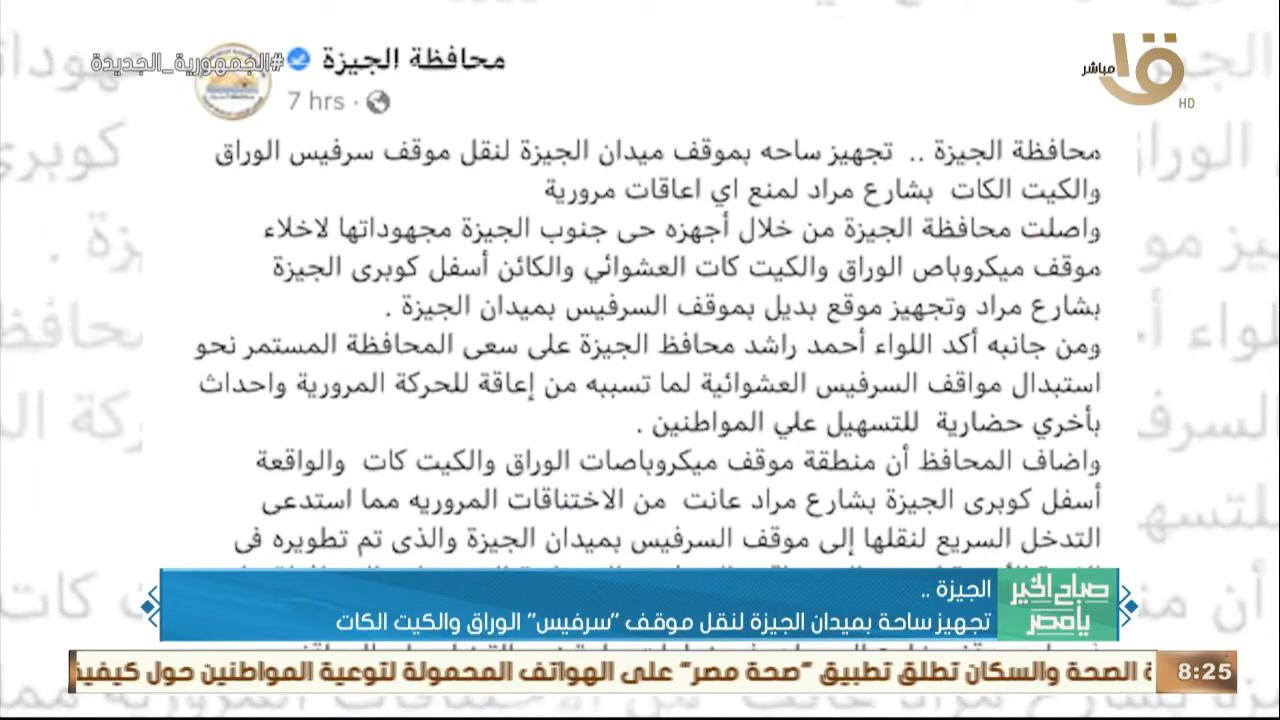 #الجمهورية_الجديدة
محافظة الجيزة
7 hrs ·
مباشر
HD
محافظة الجيزة .. تجهيز ساحه بموقف ميدان الجيزة لنقل موقف سرفيس الوراق
والكيت الكات بشارع مراد لمنع اي اعاقات مرورية
واصلت محافظة الجيزة من خلال أجهزه حى جنوب الجيزة مجهوداتها لاخلاء
موقف ميكروباص الوراق والكيت كات العشوائي والكائن أسفل كوبرى الجيزة
بشارع مراد وتجهيز موقع بديل بموقف السرفيس بميدان الجيزة .
ومن جانبه أكد اللواء أحمد راشد محافظ الجيزة على سعى المحافظة المستمر نحو
استبدال مواقف السرفيس العشوائية لما تسببه من إعاقة للحركة المرورية واحداث
بأخري حضارية للتسهيل علي المواطنين .
واضاف المحافظ أن منطقة موقف ميكروباصات الوراق والكيت كات والواقعة
أسفل كوبرى الجيزة بشارع مراد عانت من الاختناقات المروريه مما استدعى
التدخل السريع لنقلها إلى موقف السرفيس بميدان الجيزة والذى تم تطويره فى
صباح الخير
يا مصر
الجيزة ..
تجهيز ساحة بميدان الجيزة لنقل موقف "سرفيس" الوراق والكيت الكات
8:25
الصحة والسكان تطلق تطبيق "صحة مصر" على الهواتف المحمولة لتوعية المواطنين حول